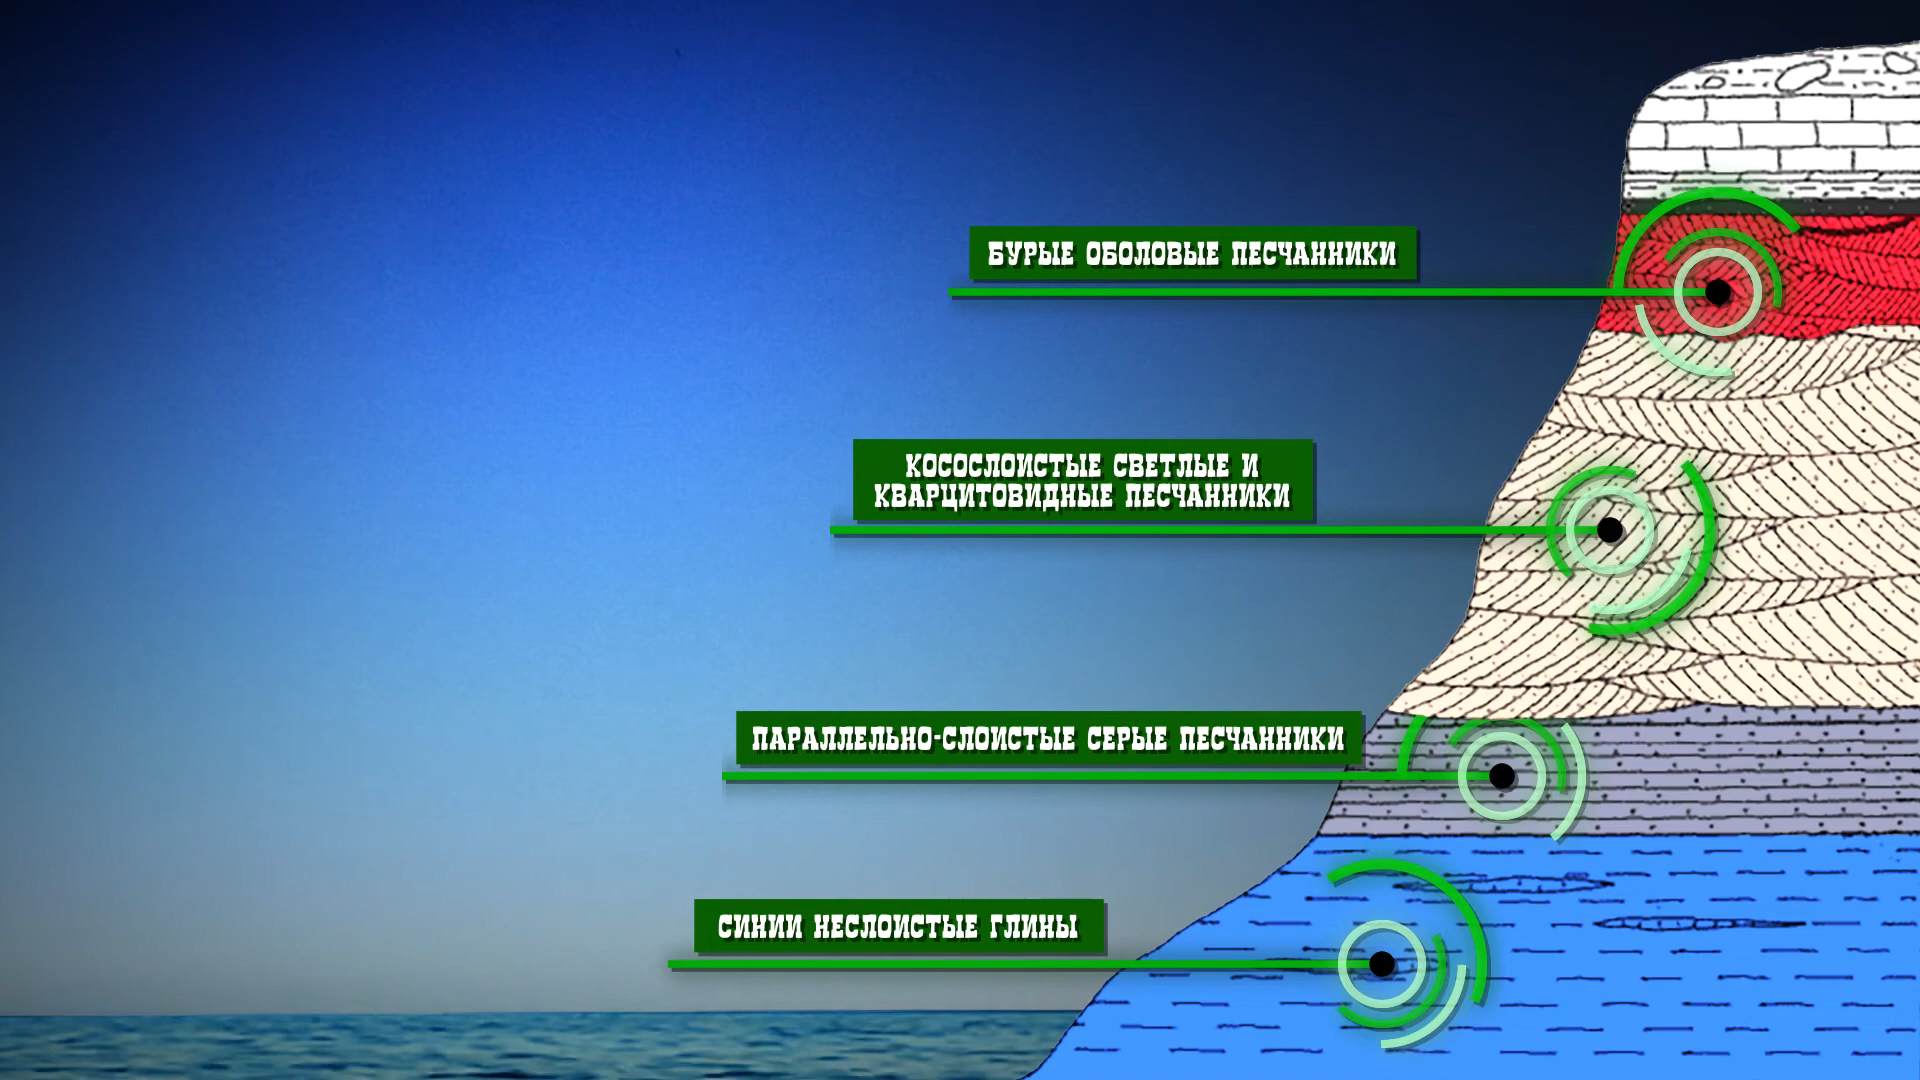 БУРЫЕ ОБОЛОВЫЕ ПЕСЧАННИКИ
КОСОСЛОИСТЫЕ СВЕТЛЫЕ И
КВАРЦИТОВИДНЫЕ ПЕСЧАННИКИ
ПАРАЛЛЕЛЬНО-СЛОИСТЫЕ СЕРЫЕ ПЕСЧАННИКИ
СИНИИ НЕСЛОИСТЫЕ ГЛИНЫ